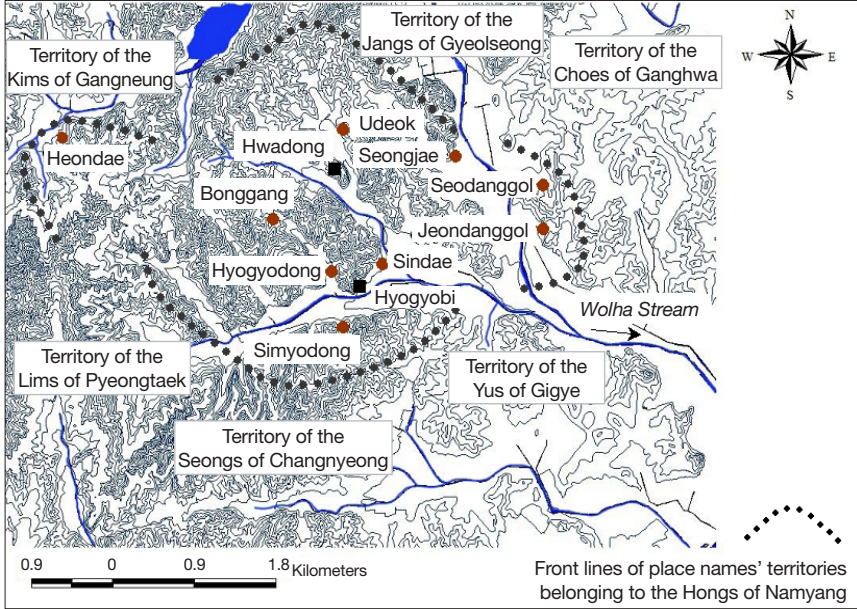 Territory of the
Jangs of Gyeolseong
N
W E
S
Territory of the
Kims of Gangneung
Territory of the
Choes of Ganghwa
Udeok
Hwadong
Seongjae
Heondae
Seodanggol
Bonggang
Jeondanggol
Hyogyodong
Sindae
Hyogyobi
Wolha Stream
Simyodong
Territory of the
Lims of Pyeongtaek
Territory of the
Yus of Gigye
Territory of the
Seongs of Changnyeong
0.9 0 0.9 1.8 Kilometers
Front lines of place names' territories
belonging to the Hongs of Namyang